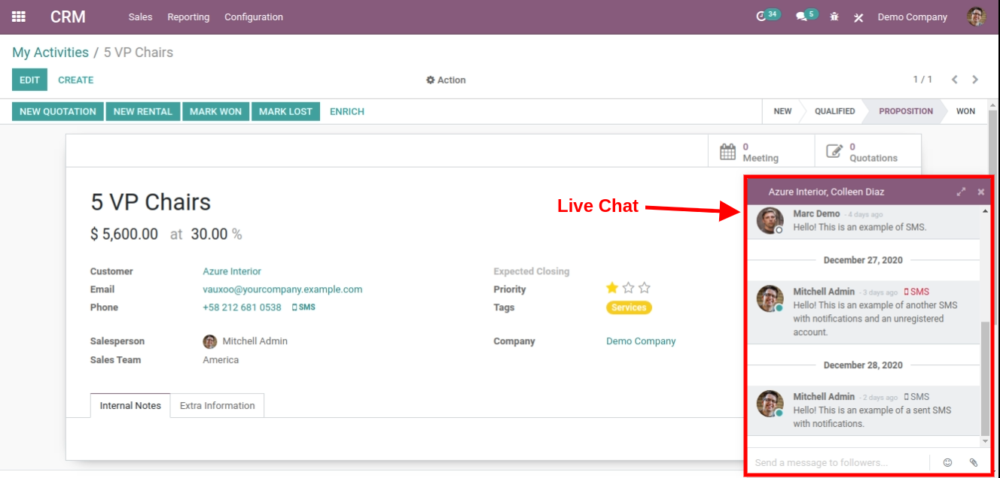 CRM Sales Reporting Configuration 34 5 Demo Company
My Activities / 5 VP Chairs
EDIT CREATE Action 1 / 1
NEW QUOTATION NEW RENTAL MARK WON MARK LOST ENRICH NEW QUALIFIED PROPOSITION WON
0
Meeting
0
Quotations
5 VP Chairs
$ 5,600.00 at 30.00 %
Customer Azure Interior
Email vauxoo@yourcompany.example.com
Phone +58 212 681 0538 SMS
Salesperson Mitchell Admin
Sales Team America
Expected Closing
Priority
Tags Services
Company Demo Company
Internal Notes Extra Information
Live Chat
Azure Interior, Colleen Diaz
Marc Demo - 4 days ago
Hello! This is an example of SMS.
December 27, 2020
Mitchell Admin - 3 days ago SMS
Hello! This is an example of another SMS
with notifications and an unregistered
account.
December 28, 2020
Mitchell Admin - 2 days ago SMS
Hello! This is an example of a sent SMS
with notifications.
Send a message to followers...